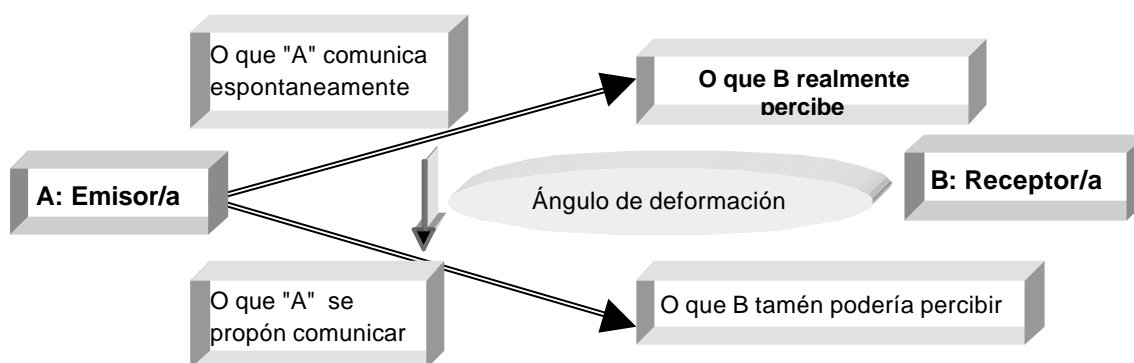 O que "A" comunica
espontaneamente
O que B realmente
percibe
A: Emisor/a
Ángulo de deformación
B: Receptor/a
O que "A" se
propón comunicar
O que B tamén podería percibir